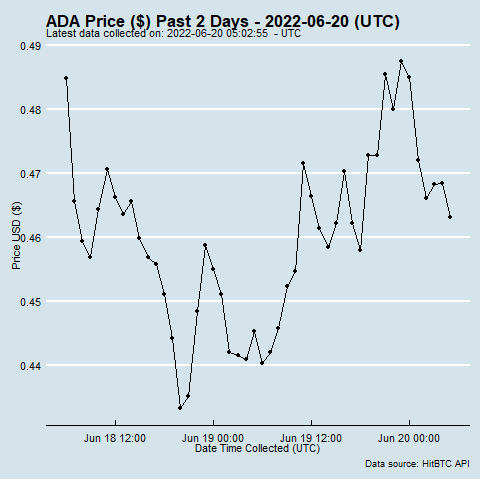 ADA Price ($) Past 2 Days - 2022-06-20 (UTC)
Latest data collected on: 2022-06-20 05:02:55 - UTC
0.49
0.48
0.47
0.46
0.45
0.44
Price USD ($)
Jun 18 12:00
Jun 19 00:00
Jun 19 12:00
Jun 20 00:00
Date Time Collected (UTC)
Data source: HitBTC API